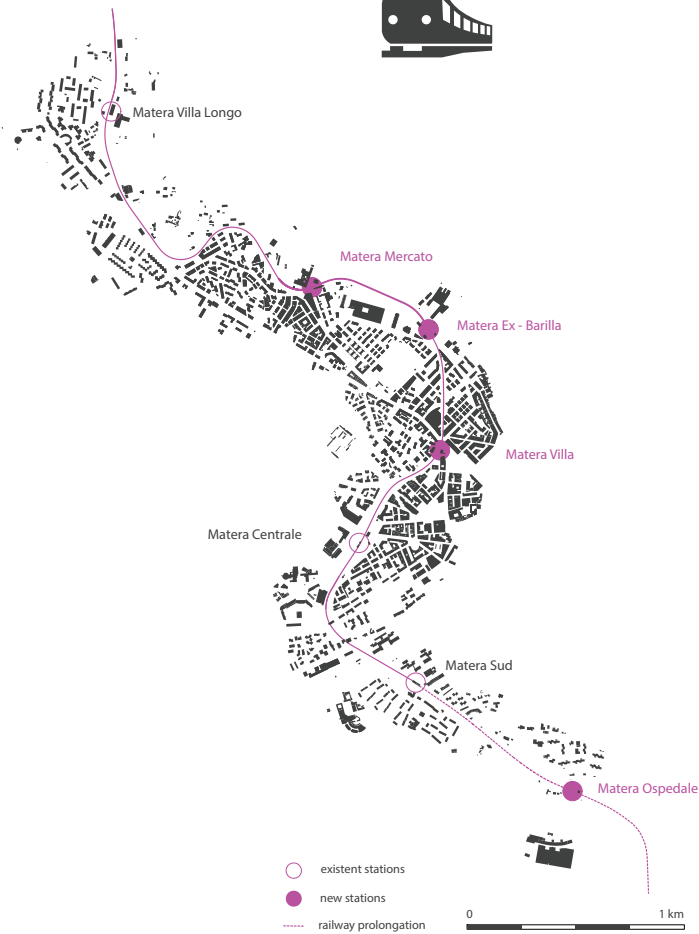 Matera Villa Longo
Matera Mercato
Matera Ex - Barilla
Matera Villa
Matera Centrale
Matera Sud
Matera Ospedale
existent stations
new stations
railway prolongation
0 1 km